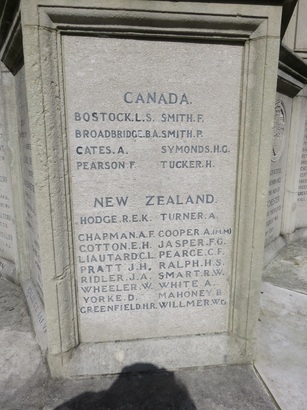 CANADA.
BOSTOCK.L.S. SMITH.F.
BROADBRIDGE.B.A. SMITH.P.
CATES.A. SYMONDS.H.G.
PEARSON.F. TUCKER.H.
NEW ZEALAND
HODGE.R.E.K. TURNER.A.
CHAPMAN.A.F. COOPER.A.(M.M)
COTTON.E.H. JASPER.F.G.
LIAUTARD.C.L. PEARCE.C.F.
PRATT J.H. RALPH.H.S.
RIDLER.J.A. SMART.R.W.
WHEELER.W. WHITE A.
YORKE.D. MAHONEY.B.
GREENFIELD.H.R. WILLMER.W.G.